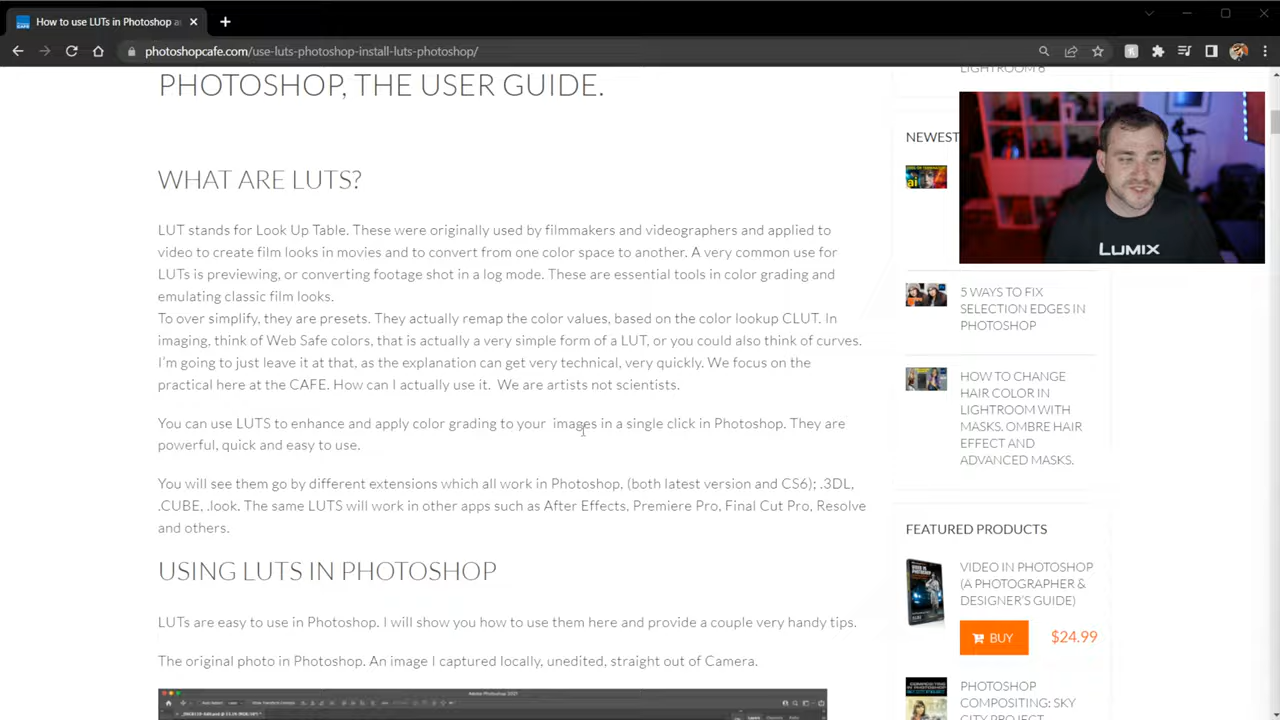 How to use LUTs in Photoshop a
photoshopcafe.com/use-luts-photoshop-install-luts-photoshop/
PHOTOSHOP, THE USER GUIDE.
WHAT ARE LUTS?
LUT stands for Look Up Table. These were originally used by filmmakers and videographers and applied to
video to create film looks in movies and to convert from one color space to another. A very common use for
LUTs is previewing, or converting footage shot in a log mode. These are essential tools in color grading and
emulating classic film looks.
To over simplify, they are presets. They actually remap the color values, based on the color lookup CLUT. In
imaging, think of Web Safe colors, that is actually a very simple form of a LUT, or you could also think of curves.
I'm going to just leave it at that, as the explanation can get very technical, very quickly. We focus on the
practical here at the CAFE. How can I actually use it. We are artists not scientists.
You can use LUTS to enhance and apply color grading to your images in a single click in Photoshop. They are
powerful, quick and easy to use.
You will see them go by different extensions which all work in Photoshop, (both latest version and CS6); .3DL,
.CUBE, .look. The same LUTS will work in other apps such as After Effects, Premiere Pro, Final Cut Pro, Resolve
and others.
USING LUTS IN PHOTOSHOP
LUTs are easy to use in Photoshop. I will show you how to use them here and provide a couple very handy tips.
The original photo in Photoshop. An image I captured locally, unedited, straight out of Camera.
Adobe Photoshop 2021
LIGHTROOM 6
NEWEST
ai
LUMIX
5 WAYS TO FIX
SELECTION EDGES IN
PHOTOSHOP
HOW TO CHANGE
HAIR COLOR IN
LIGHTROOM WITH
MASKS. OMBRE HAIR
EFFECT AND
ADVANCED MASKS.
FEATURED PRODUCTS
VIDEO IN PHOTOSHOP
(A PHOTOGRAPHER &
DESIGNER'S GUIDE)
BUY $24.99
PHOTOSHOP
COMPOSITING: SKY
CITY PROJECT